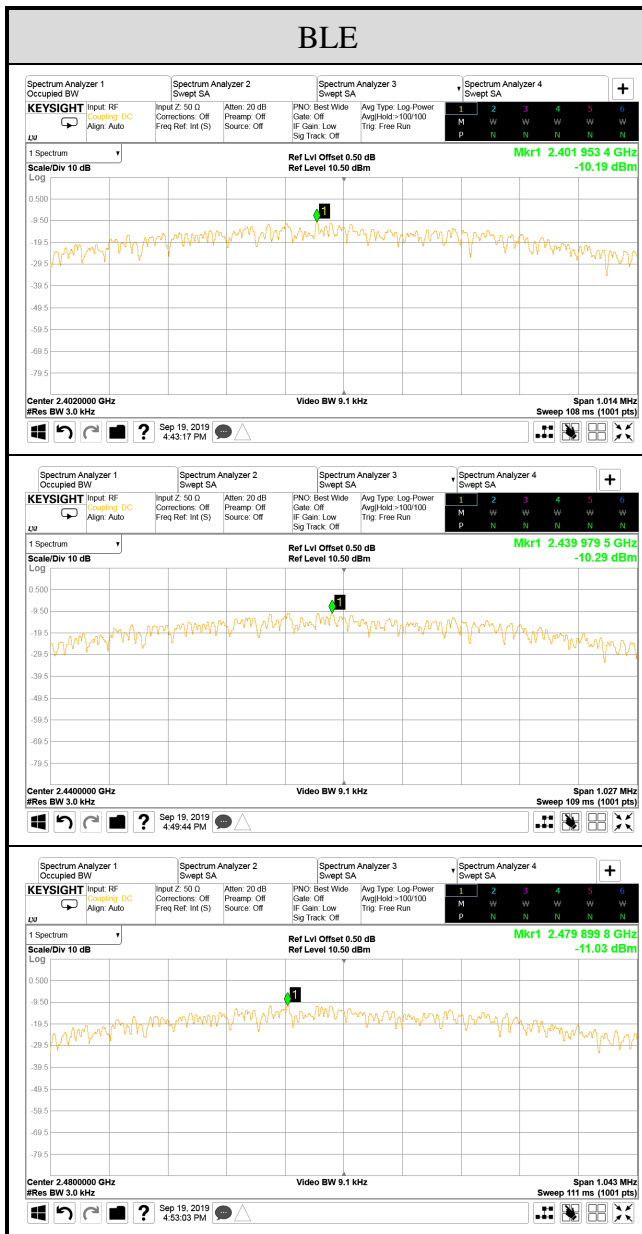 BLE
Spectrum Analyzer 1 Spectrum Analyzer 2 Spectrum Analyzer 3 Spectrum Analyzer 4
Occupied BW Swept SA Swept SA Swept SA +
KEYSIGHT Input: RF Input Z: 50 Ω Atten: 20 dB PNO: Best Wide Avg Type: Log-Power 1 2 3 4 5 6
Coupling: DC Corrections: Off Preamp: Off Gate: Off Avg|Hold:>100/100 M W W W W W
Align: Auto Freq Ref: Int (S) Source: Off IF Gain: Low Trig: Free Run
LXI Sig Track: Off P N N N N N
1 Spectrum Ref Lvl Offset 0.50 dB Mkr1 2.401 953 4 GHz
Scale/Div 10 dB Ref Level 10.50 dBm -10.19 dBm
Log
1
0.500
-9.50
-19.5
-29.5
-39.5
-49.5
-59.5
-69.5
-79.5
Center 2.4020000 GHz Video BW 9.1 kHz Span 1.014 MHz
#Res BW 3.0 kHz Sweep 108 ms (1001 pts)
? Sep 19, 2019
4:43:17 PM
Spectrum Analyzer 1 Spectrum Analyzer 2 Spectrum Analyzer 3 Spectrum Analyzer 4
Occupied BW Swept SA Swept SA Swept SA +
KEYSIGHT Input: RF Input Z: 50 Ω Atten: 20 dB PNO: Best Wide Avg Type: Log-Power 1 2 3 4 5 6
Coupling: DC Corrections: Off Preamp: Off Gate: Off Avg|Hold:>100/100 M W W W W W
Align: Auto Freq Ref: Int (S) Source: Off IF Gain: Low Trig: Free Run
LXI Sig Track: Off P N N N N N
1 Spectrum Ref Lvl Offset 0.50 dB Mkr1 2.439 979 5 GHz
Scale/Div 10 dB Ref Level 10.50 dBm -10.29 dBm
Log
1
0.500
-9.50
-19.5
-29.5
-39.5
-49.5
-59.5
-69.5
-79.5
Center 2.4400000 GHz Video BW 9.1 kHz Span 1.027 MHz
#Res BW 3.0 kHz Sweep 109 ms (1001 pts)
? Sep 19, 2019
4:49:44 PM
Spectrum Analyzer 1 Spectrum Analyzer 2 Spectrum Analyzer 3 Spectrum Analyzer 4
Occupied BW Swept SA Swept SA Swept SA +
KEYSIGHT Input: RF Input Z: 50 Ω Atten: 20 dB PNO: Best Wide Avg Type: Log-Power 1 2 3 4 5 6
Coupling: DC Corrections: Off Preamp: Off Gate: Off Avg|Hold:>100/100 M W W W W W
Align: Auto Freq Ref: Int (S) Source: Off IF Gain: Low Trig: Free Run
LXI Sig Track: Off P N N N N N
1 Spectrum Ref Lvl Offset 0.50 dB Mkr1 2.479 899 8 GHz
Scale/Div 10 dB Ref Level 10.50 dBm -11.03 dBm
Log
1
0.500
-9.50
-19.5
-29.5
-39.5
-49.5
-59.5
-69.5
-79.5
Center 2.4800000 GHz Video BW 9.1 kHz Span 1.043 MHz
#Res BW 3.0 kHz Sweep 111 ms (1001 pts)
? Sep 19, 2019
4:53:03 PM